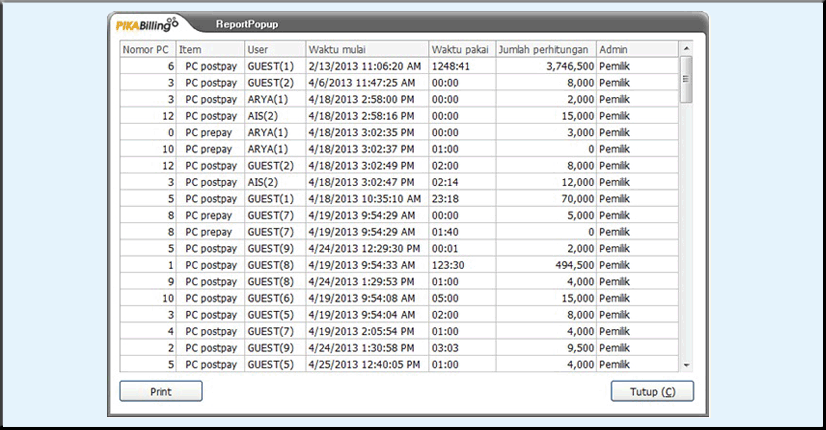 PIKABilling
ReportPopup
Nomor PC Item User Waktu mulai Waktu pakai Jumlah perhitungan Admin
6 PC postpay GUEST(1) 2/13/2013 11:06:20 AM 1248:41 3,746,500 Pemilik
3 PC postpay GUEST(2) 4/6/2013 11:47:25 AM 00:00 8,000 Pemilik
3 PC postpay ARYA(1) 4/18/2013 2:58:00 PM 00:00 2,000 Pemilik
12 PC postpay AIS(2) 4/18/2013 2:58:16 PM 00:00 15,000 Pemilik
0 PC prepay ARYA(1) 4/18/2013 3:02:35 PM 00:00 3,000 Pemilik
10 PC prepay ARYA(1) 4/18/2013 3:02:37 PM 01:00 0 Pemilik
12 PC postpay GUEST(2) 4/18/2013 3:02:49 PM 02:00 8,000 Pemilik
3 PC postpay AIS(2) 4/18/2013 3:02:47 PM 02:14 12,000 Pemilik
5 PC postpay GUEST(1) 4/18/2013 10:35:10 AM 23:18 70,000 Pemilik
8 PC prepay GUEST(7) 4/19/2013 9:54:29 AM 00:00 5,000 Pemilik
8 PC prepay GUEST(7) 4/19/2013 9:54:29 AM 01:40 0 Pemilik
5 PC postpay GUEST(9) 4/24/2013 12:29:30 PM 00:01 2,000 Pemilik
1 PC postpay GUEST(8) 4/19/2013 9:54:33 AM 123:30 494,500 Pemilik
9 PC postpay GUEST(8) 4/24/2013 1:29:53 PM 01:00 4,000 Pemilik
10 PC postpay GUEST(6) 4/19/2013 9:54:08 AM 05:00 15,000 Pemilik
3 PC postpay GUEST(5) 4/19/2013 9:54:04 AM 02:00 8,000 Pemilik
4 PC postpay GUEST(7) 4/19/2013 2:05:54 PM 01:00 4,000 Pemilik
2 PC postpay GUEST(9) 4/24/2013 1:30:58 PM 03:03 9,500 Pemilik
5 PC postpay GUEST(5) 4/25/2013 12:40:05 PM 01:00 4,000 Pemilik
Print Tutup (C)